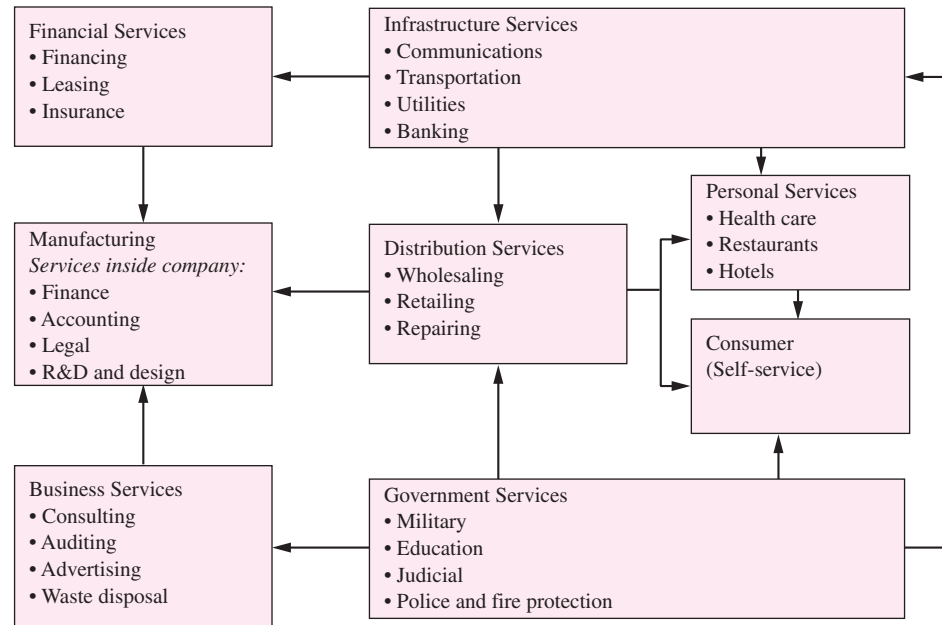 Financial Services
• Financing
• Leasing
• Insurance
Infrastructure Services
• Communications
• Transportation
• Utilities
• Banking
Manufacturing
Services inside company:
• Finance
• Accounting
• Legal
• R&D and design
Distribution Services
• Wholesaling
• Retailing
• Repairing
Personal Services
• Health care
• Restaurants
• Hotels
Consumer
(Self-service)
Business Services
• Consulting
• Auditing
• Advertising
• Waste disposal
Government Services
• Military
• Education
• Judicial
• Police and fire protection